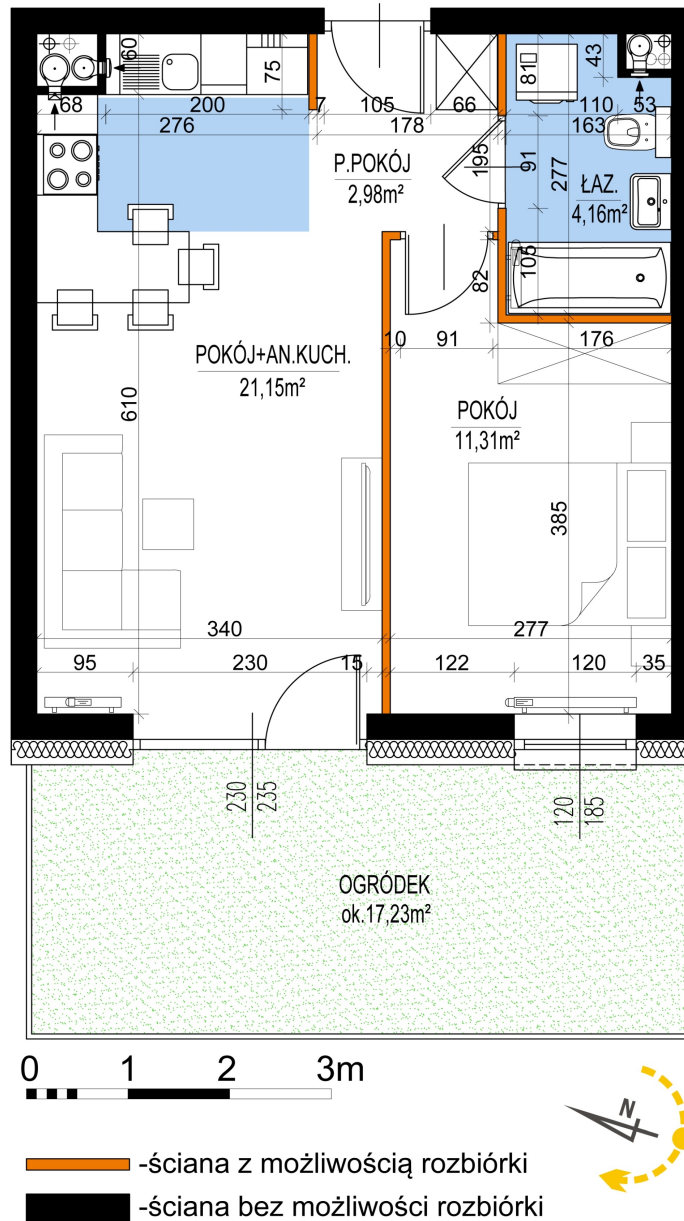 60
75
43
81
68
200
7
105
66
110
53
276
178
163
P.POKÓJ
2,98m²
195
91
277
ŁAZ.
4,16m²
105
82
10
91
176
POKÓJ+AN.KUCH.
21,15m²
610
POKÓJ
11,31m²
385
340
277
95
230
15
122
120
35
230
235
120
185
OGRÓDEK
ok.17,23m²
0 1 2 3m
N
-ściana z możliwością rozbiórki
-ściana bez możliwości rozbiórki